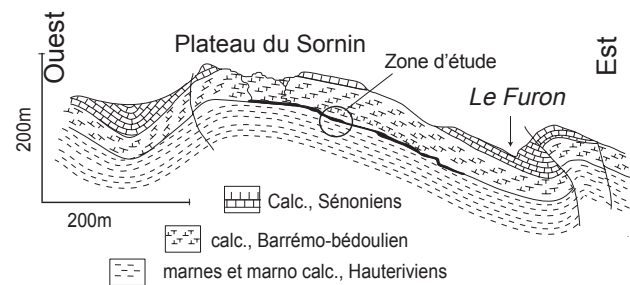 Ouest
Plateau du Sornin
Zone d'étude
Est
Le Furon
200m
200m
Calc., Sénoniens
calc., Barrémo-bédoulien
marnes et marno calc., Hauteriviens